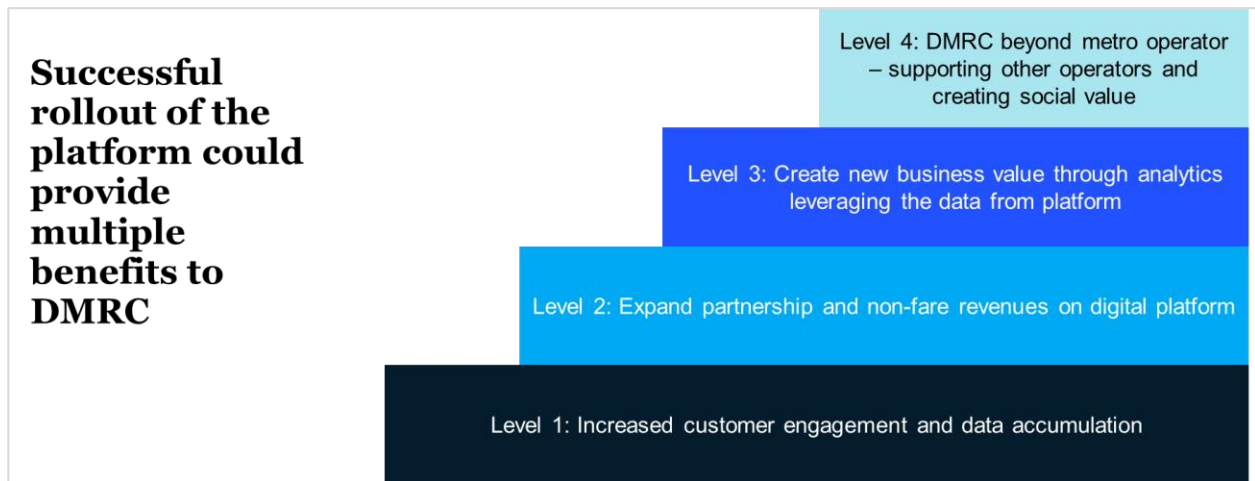 Successful
rollout of the
platform could
provide
multiple
benefits to
DMRC
Level 4: DMRC beyond metro operator
– supporting other operators and
creating social value
Level 3: Create new business value through analytics
leveraging the data from platform
Level 2: Expand partnership and non-fare revenues on digital platform
Level 1: Increased customer engagement and data accumulation